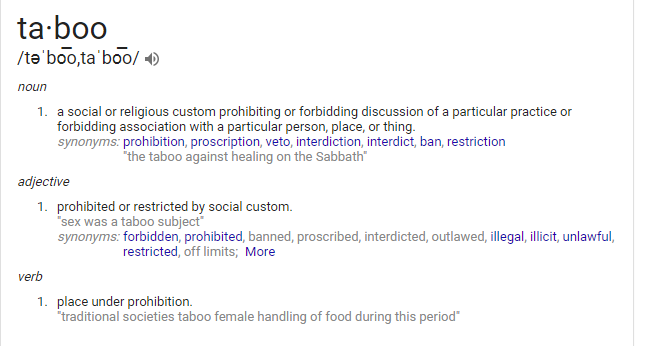 ta·boo
/təˈbo͞o,taˈbo͞o/
noun
1. a social or religious custom prohibiting or forbidding discussion of a particular practice or
forbidding association with a particular person, place, or thing.
synonyms: prohibition, proscription, veto, interdiction, interdict, ban, restriction
"the taboo against healing on the Sabbath"
adjective
1. prohibited or restricted by social custom.
"sex was a taboo subject"
synonyms: forbidden, prohibited, banned, proscribed, interdicted, outlawed, illegal, illicit, unlawful,
restricted, off limits; More
verb
1. place under prohibition.
"traditional societies taboo female handling of food during this period"